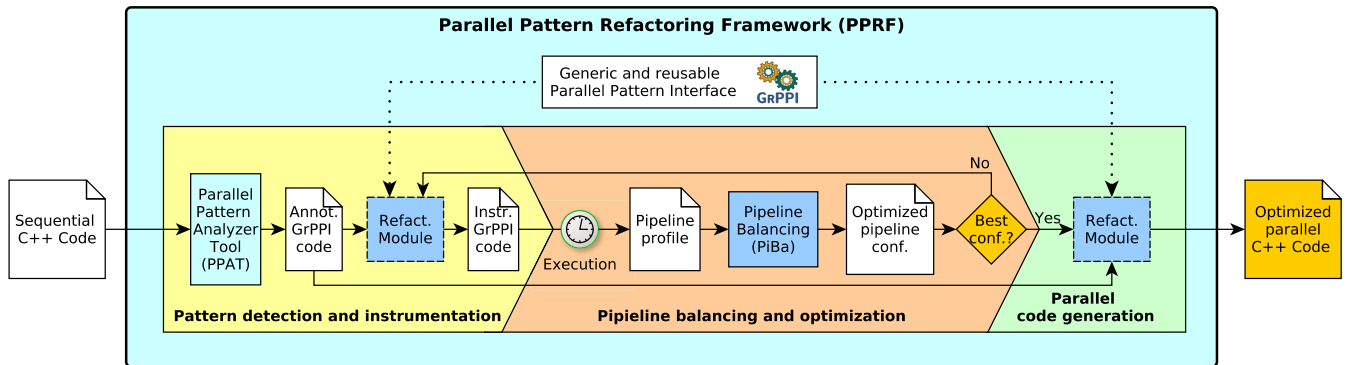 Parallel Pattern Refactoring Framework (PPRF)
Generic and reusable
Parallel Pattern Interface
GRPPI
No
Sequential
C++ Code
Parallel
Pattern
Analyzer
Tool
(PPAT)
Annot.
GrPPI
code
Refact.
Module
Instr.
GrPPI
code
Execution
Pipeline
profile
Pipeline
Balancing
(PiBa)
Optimized
pipeline
conf.
Best
conf.?
Yes
Refact.
Module
Optimized
parallel
C++ Code
Pattern detection and instrumentation
Pipieline balancing and optimization
Parallel
code generation